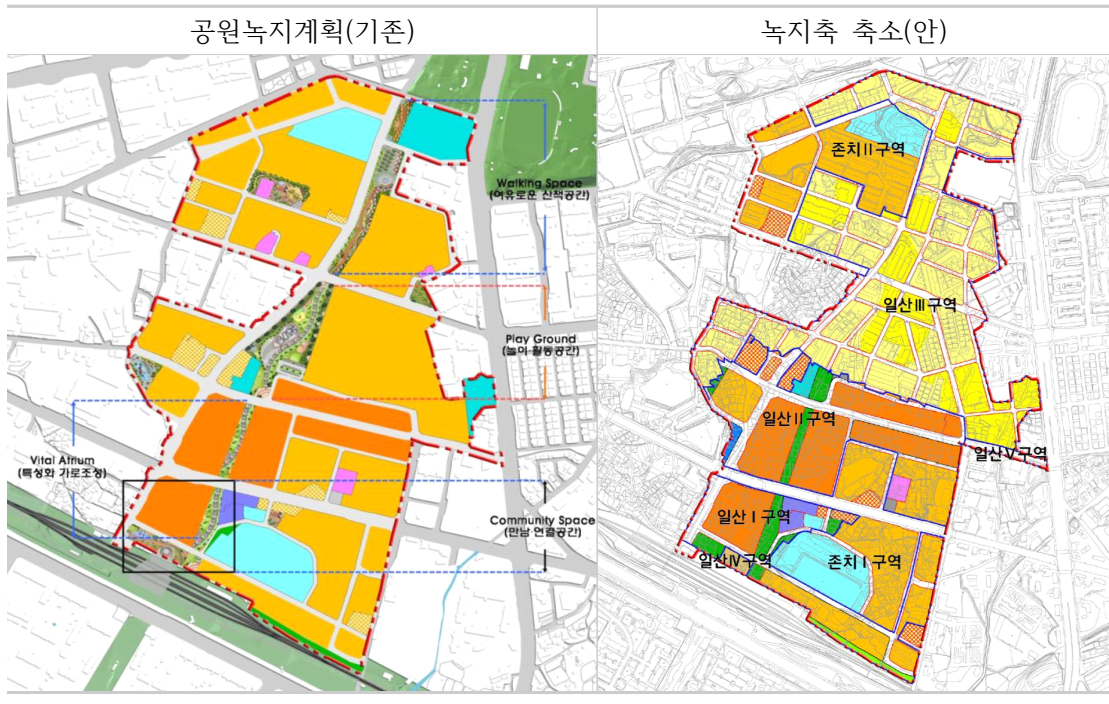 공원녹지계획(기존)
녹지축 축소(안)
Walking Space
(여유로운 산책공간)
Play Ground
(놀이·활동공간)
Vital Atrium
(특성화 가로조성)
Community Space
(만남·연결공간)
존치Ⅱ구역
일산Ⅲ구역
일산Ⅱ구역
일산Ⅴ구역
일산Ⅰ구역
일산Ⅳ구역
존치Ⅰ구역